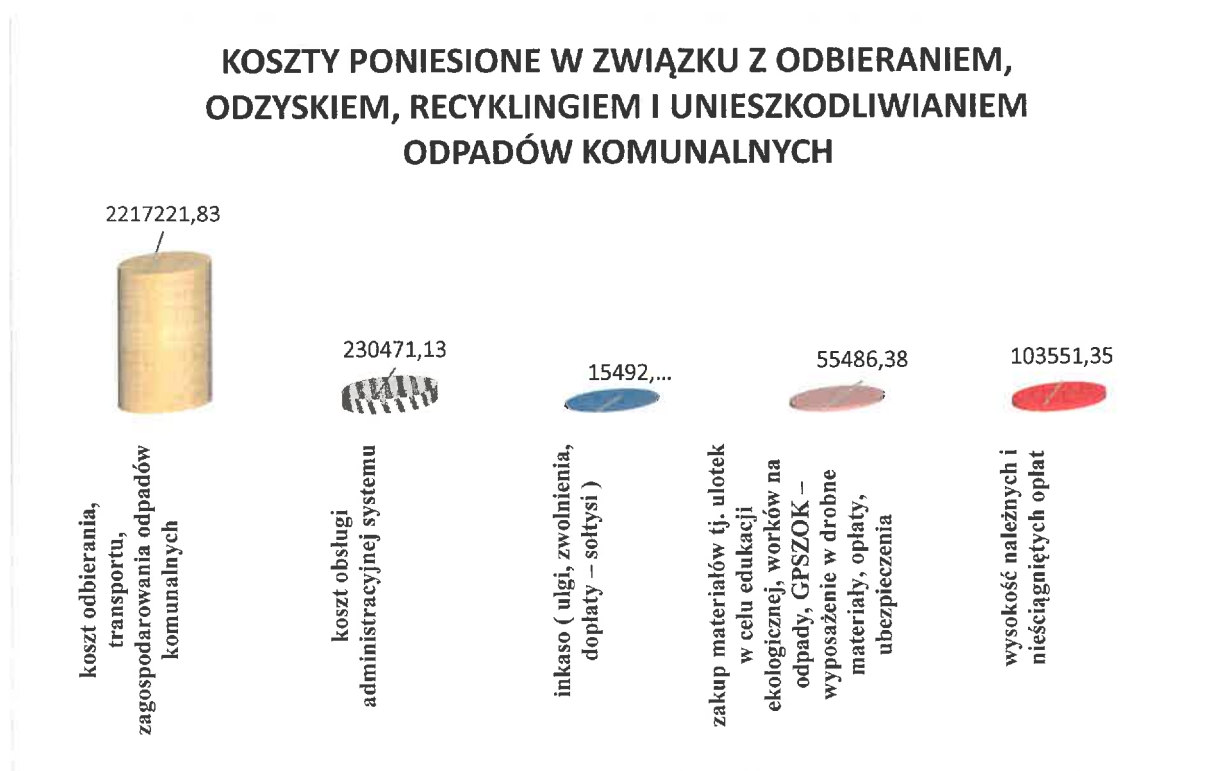 KOSZTY PONIESIONE W ZWIĄZKU Z ODBIERANIEM,
ODZYSKIEM, RECYKLINGIEM I UNIESZKODLIWIANIEM
ODPADÓW KOMUNALNYCH
2217221,83
230471,13
15492,...
55486,38
103551,35
koszt odbierania,
transportu,
zagospodarowania odpadów
komunalnych
koszt obsługi
administracyjnej systemu
inkaso ( ulgi, zwolnienia,
dopłaty – sołtysi )
zakup materiałów tj. ulotek
w celu edukacji
ekologicznej, worków na
odpady, GPSZOK –
wyposażenie w drobne
materiały, opłaty,
ubezpieczenia
wysokość należnych i
nieściągniętych opłat